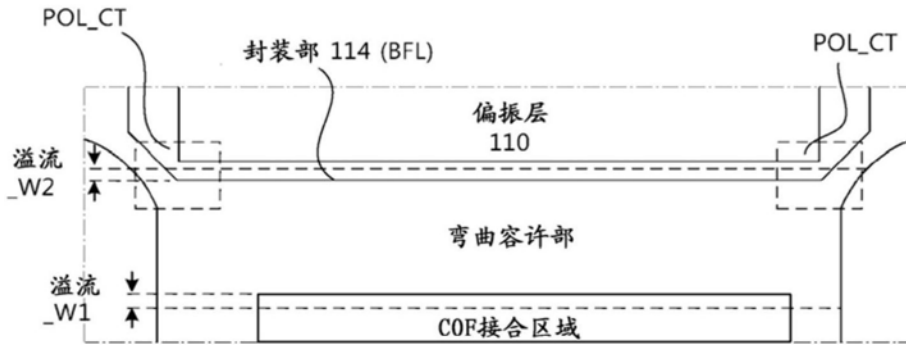 POL_CT
封装部 114 (BFL)
POL_CT
偏振层
110
溢流
_W2
弯曲容许部
溢流
_W1
COF接合区域